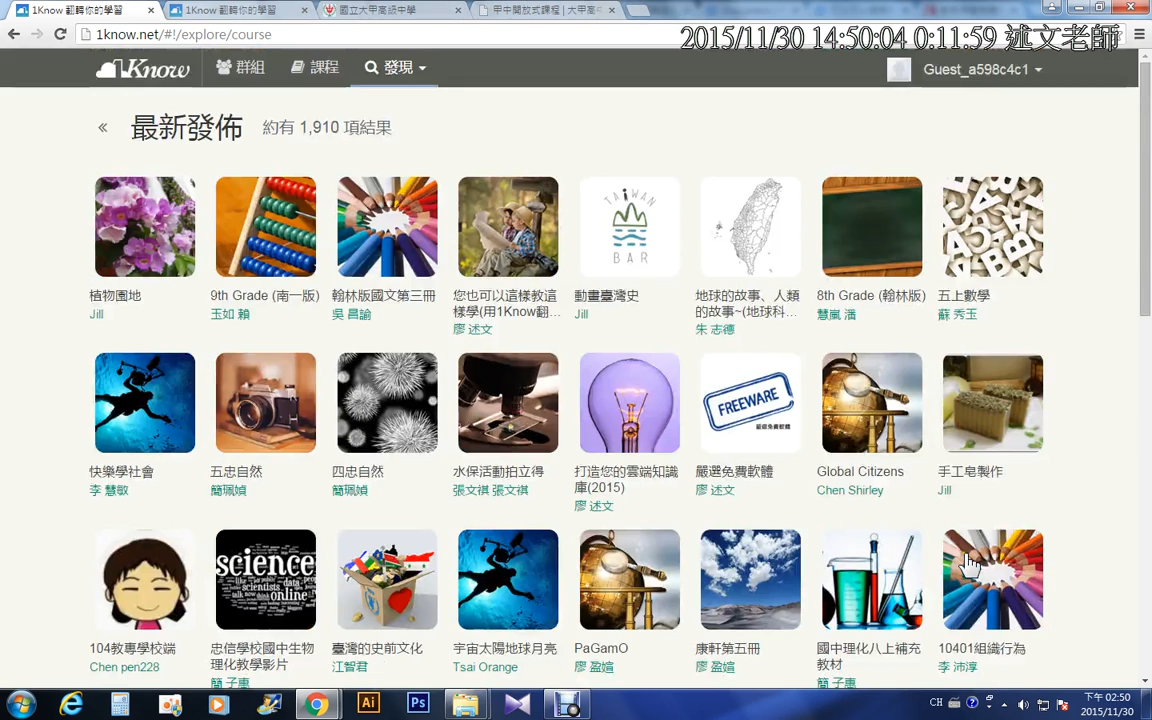 1Know 翻轉你的學習
1Know 翻轉你的學習
國立大甲高級中學
甲中開放式課程 | 大甲高
1know.net/#!/explore/course
2015/11/30 14:50:04 0:11:59 述文老師
1Know
群組
課程
發現
Guest_a598c4c1
«
最新發佈
約有 1,910 項結果
TAIWAN
BAR
植物園地
Jill
9th Grade (南一版)
玉如 賴
翰林版國文第三冊
吳 昌諭
您也可以這樣教這
樣學(用1Know翻...
廖 述文
動畫臺灣史
Jill
地球的故事、人類
的故事~(地球科...
朱 志德
8th Grade (翰林版)
慧嵐 潘
五上數學
蘇 秀玉
FREEWARE
嚴選免費軟體
快樂學社會
李 慧敏
五忠自然
簡珮媜
四忠自然
簡珮媜
水保活動拍立得
張文祺 張文祺
打造您的雲端知識
庫(2015)
廖 述文
嚴選免費軟體
廖 述文
Global Citizens
Chen Shirley
手工皂製作
Jill
science
online
104教專學校端
Chen pen228
忠信學校國中生物
理化教學影片
簡 子惠
臺灣的史前文化
江智君
宇宙太陽地球月亮
Tsai Orange
PaGamO
廖 盈媗
康軒第五冊
廖 盈媗
國中理化八上補充
教材
簡 子惠
10401組織行為
李 沛淳
Ai
Ps
CH
下午 02:50
2015/11/30